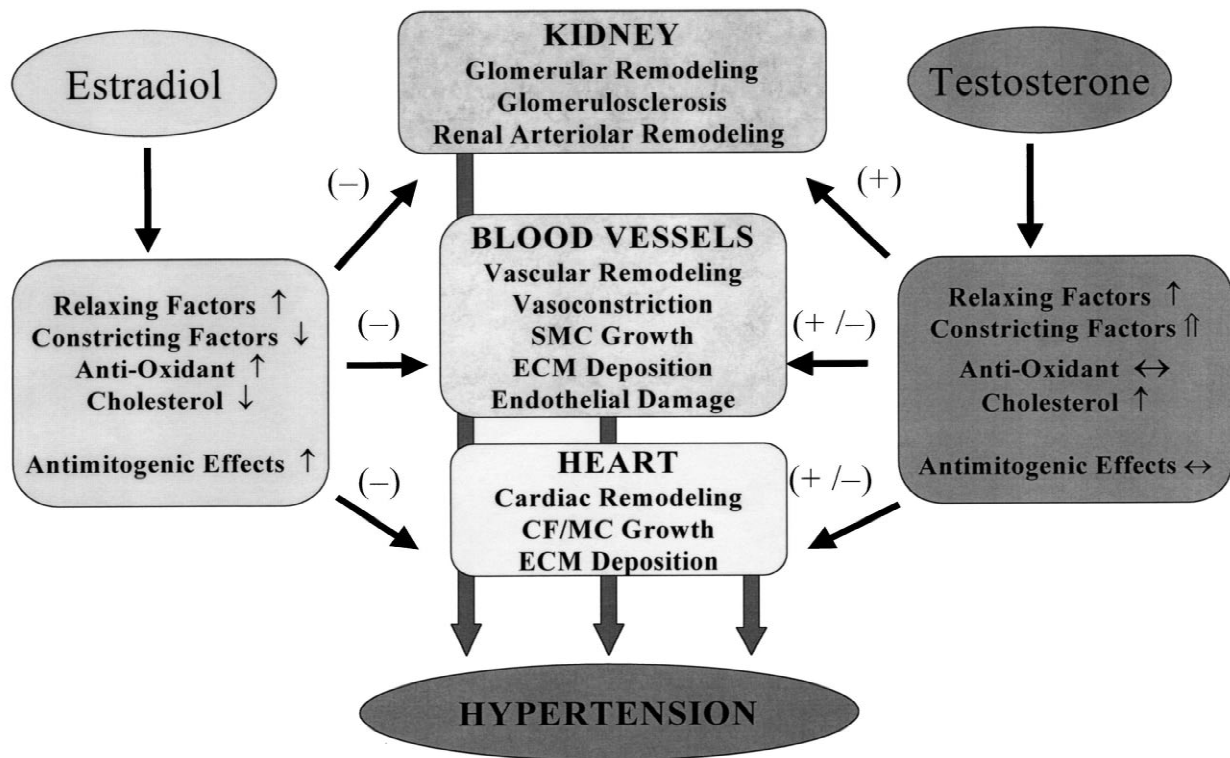 Estradiol
KIDNEY
Glomerular Remodeling
Glomerulosclerosis
Renal Arteriolar Remodeling
Testosterone
(–)
(+)
Relaxing Factors ↑
Constricting Factors ↓
Anti-Oxidant ↑
Cholesterol ↓
Antimitogenic Effects ↑
(–)
BLOOD VESSELS
Vascular Remodeling
Vasoconstriction
SMC Growth
ECM Deposition
Endothelial Damage
(+ /–)
Relaxing Factors ↑
Constricting Factors ⇑
Anti-Oxidant ↔
Cholesterol ↑
Antimitogenic Effects ↔
(–)
HEART
Cardiac Remodeling
CF/MC Growth
ECM Deposition
(+ /–)
HYPERTENSION